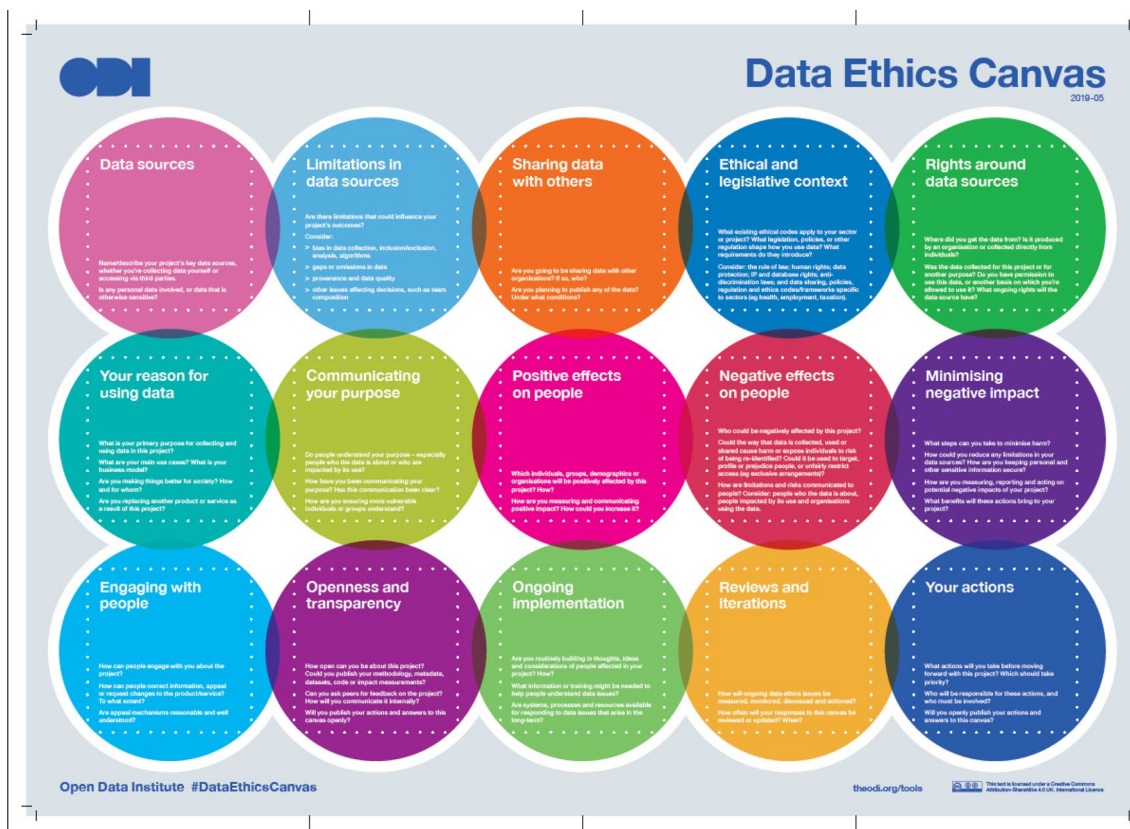 ODI
Data Ethics Canvas
2019-05
Data sources
Name/describe your project's key data sources,
whether you're collecting data yourself or
accessing via third parties.
Is any personal data involved, or data that is
otherwise sensitive?
Limitations in
data sources
Are there limitations that could influence your
project's outcomes?
Consider:
> bias in data collection, inclusion/exclusion,
analysis, algorithms
> gaps or omissions in data
> provenance and data quality
> other issues affecting decisions, such as team
composition
Sharing data
with others
Are you going to be sharing data with other
organisations? If so, who?
Are you planning to publish any of the data?
Under what conditions?
Ethical and
legislative context
What existing ethical codes apply to your sector
or project? What legislation, policies, or other
regulation shape how you use data? What
requirements do they introduce?
Consider: the rule of law; human rights; data
protection; IP and database rights; anti-
discrimination laws; and data sharing, policies,
regulation and ethics codes/frameworks specific
to sectors (eg health, employment, taxation).
Rights around
data sources
Where did you get the data from? Is it produced
by an organisation or collected directly from
individuals?
Was the data collected for this project or for
another purpose? Do you have permission to
use this data, or another basis on which you're
allowed to use it? What ongoing rights will the
data source have?
Your reason for
using data
What is your primary purpose for collecting and
using data in this project?
What are your main use cases? What is your
business model?
Are you making things better for society? How
and for whom?
Are you replacing another product or service as
a result of this project?
Communicating
your purpose
Do people understand your purpose – especially
people who the data is about or who are
impacted by its use?
How have you been communicating your
purpose? Has this communication been clear?
How are you ensuring more vulnerable
individuals or groups understand?
Positive effects
on people
Which individuals, groups, demographics or
organisations will be positively affected by this
project? How?
How are you measuring and communicating
positive impact? How could you increase it?
Negative effects
on people
Who could be negatively affected by this project?
Could the way that data is collected, used or
shared cause harm or expose individuals to risk
of being re-identified? Could it be used to target,
profile or prejudice people, or unfairly restrict
access (eg exclusive arrangements)?
How are limitations and risks communicated to
people? Consider: people who the data is about,
people impacted by its use and organisations
using the data.
Minimising
negative impact
What steps can you take to minimise harm?
How could you reduce any limitations in your
data sources? How are you keeping personal and
other sensitive information secure?
How are you measuring, reporting and acting on
potential negative impacts of your project?
What benefits will these actions bring to your
project?
Engaging with
people
How can people engage with you about the
project?
How can people correct information, appeal
or request changes to the product/service?
To what extent?
Are appeal mechanisms reasonable and well
understood?
Openness and
transparency
How open can you be about this project?
Could you publish your methodology, metadata,
datasets, code or impact measurements?
Can you ask peers for feedback on the project?
How will you communicate it internally?
Will you publish your actions and answers to this
canvas openly?
Ongoing
implementation
Are you routinely building in thoughts, ideas
and considerations of people affected in your
project? How?
What information or training might be needed to
help people understand data issues?
Are systems, processes and resources available
for responding to data issues that arise in the
long-term?
Reviews and
iterations
How will ongoing data ethics issues be
measured, monitored, discussed and actioned?
How often will your responses to this canvas be
reviewed or updated? When?
Your actions
What actions will you take before moving
forward with this project? Which should take
priority?
Who will be responsible for these actions, and
who must be involved?
Will you openly publish your actions and
answers to this canvas?
Open Data Institute #DataEthicsCanvas
theodi.org/tools
This text is licensed under a Creative Commons
Attribution-ShareAlike 4.0 UK: International Licence